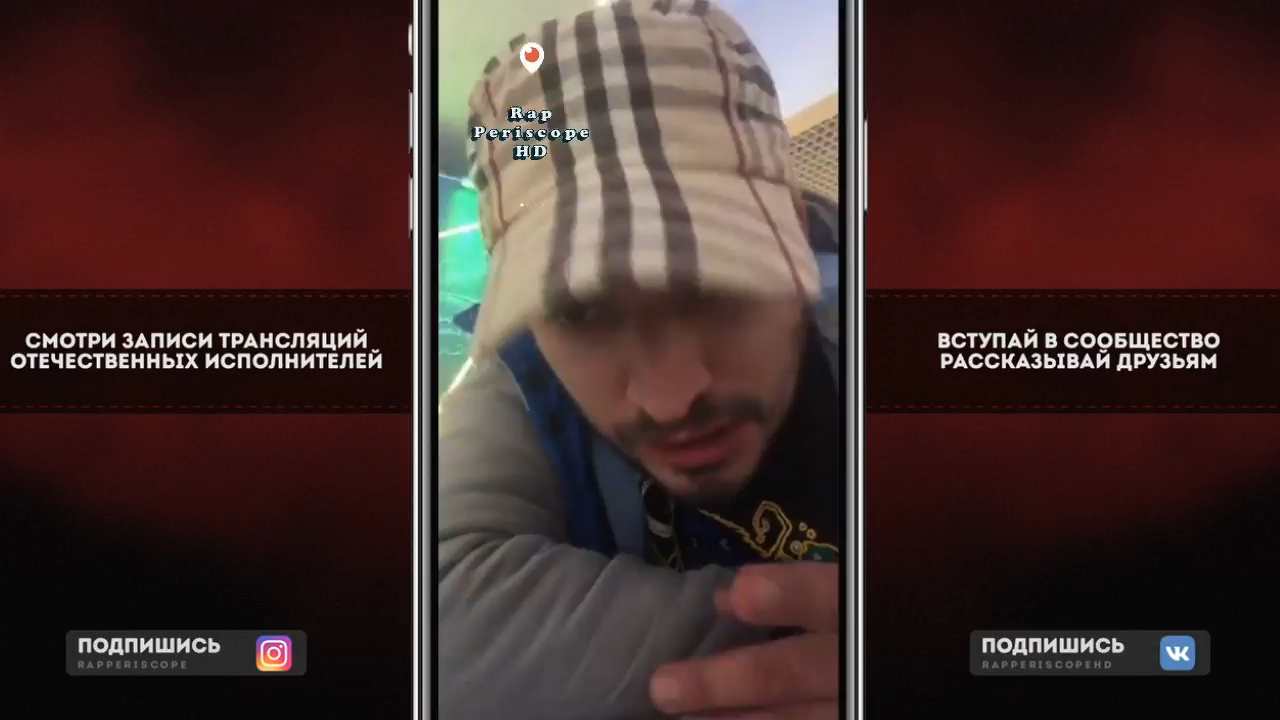 Rap
Periscope
HD
СМОТРИ ЗАПИСИ ТРАНСЛЯЦИЙ
ОТЕЧЕСТВЕННЫХ ИСПОЛНИТЕЛЕЙ
ВСТУПАЙ В СООБЩЕСТВО
РАССКАЗЫВАЙ ДРУЗЬЯМ
ПОДПИШИСЬ
RAPPERISCOPE
ПОДПИШИСЬ
RAPPERISCOPEHD